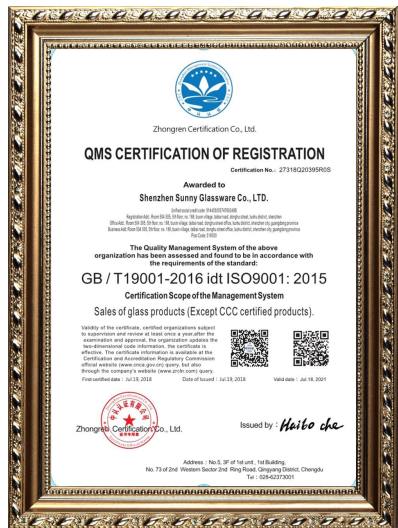 Zhongren Certification Co., Ltd.
QMS CERTIFICATION OF REGISTRATION
Certification No.: 27318Q20395R0S
Awarded to
Shenzhen Sunny Glassware Co., LTD.
The Quality Management System of the above
organization has been assessed and found to be in accordance with
the requirements of the standard:
GB / T19001-2016 idt ISO9001: 2015
Certification Scope of the Management System
Sales of glass products (Except CCC certified products).
Validity of the certificate, certified organizations subject
to supervision and review at least once a year.after the
examination and approval, the organization updates the
two-dimensional code information, the certificate is
effective. The certificate information is available at the
Certification and Accreditation Regulatory Commission
official website (www.cnca.gov.cn) query, but also
through the company's website (www.zrcln.com) query.
First certified date : Jul.19, 2018
Date of Issued : Jul.19, 2018
Valid date : Jul.18, 2021
Zhongren Certification Co., Ltd.
Issued by : Haibo che
Address : No.5, 3F of 1st unit , 1st Building,
No. 73 of 2nd Western Sector 2nd Ring Road, Qingyang District, Chengdu
Tel : 028-62373001